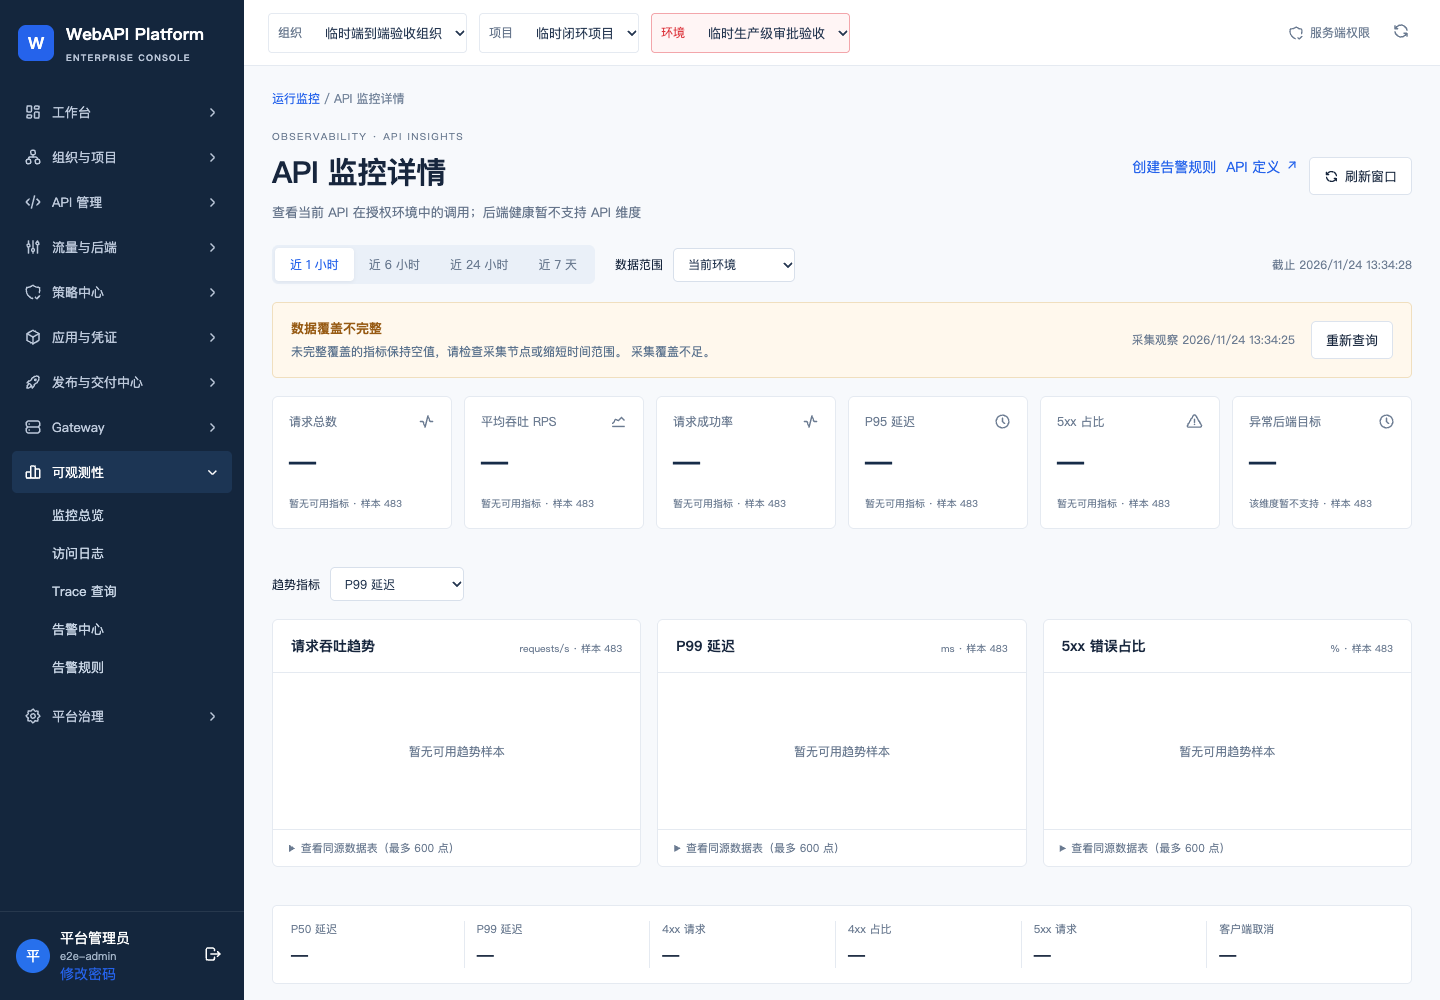 W
WebAPI Platform
ENTERPRISE CONSOLE
工作台
组织与项目
API 管理
流量与后端
策略中心
应用与凭证
发布与交付中心
Gateway
可观测性
监控总览
访问日志
Trace 查询
告警中心
告警规则
平台治理
平
平台管理员
e2e-admin
修改密码
组织 临时端到端验收组织
项目 临时闭环项目
环境 临时生产级审批验收
服务端权限
运行监控 / API 监控详情
OBSERVABILITY · API INSIGHTS
API 监控详情
创建告警规则 API 定义 刷新窗口
查看当前 API 在授权环境中的调用；后端健康暂不支持 API 维度
近 1 小时 近 6 小时 近 24 小时 近 7 天 数据范围 当前环境 截止 2026/11/24 13:34:28
数据覆盖不完整
未完整覆盖的指标保持空值，请检查采集节点或缩短时间范围。 采集覆盖不足。
采集观察 2026/11/24 13:34:25 重新查询
请求总数
—
暂无可用指标 · 样本 483
平均吞吐 RPS
—
暂无可用指标 · 样本 483
请求成功率
—
暂无可用指标 · 样本 483
P95 延迟
—
暂无可用指标 · 样本 483
5xx 占比
—
暂无可用指标 · 样本 483
异常后端目标
—
该维度暂不支持 · 样本 483
趋势指标 P99 延迟
请求吞吐趋势 requests/s · 样本 483
暂无可用趋势样本
查看同源数据表（最多 600 点）
P99 延迟 ms · 样本 483
暂无可用趋势样本
查看同源数据表（最多 600 点）
5xx 错误占比 % · 样本 483
暂无可用趋势样本
查看同源数据表（最多 600 点）
P50 延迟
—
P99 延迟
—
4xx 请求
—
4xx 占比
—
5xx 请求
—
客户端取消
—